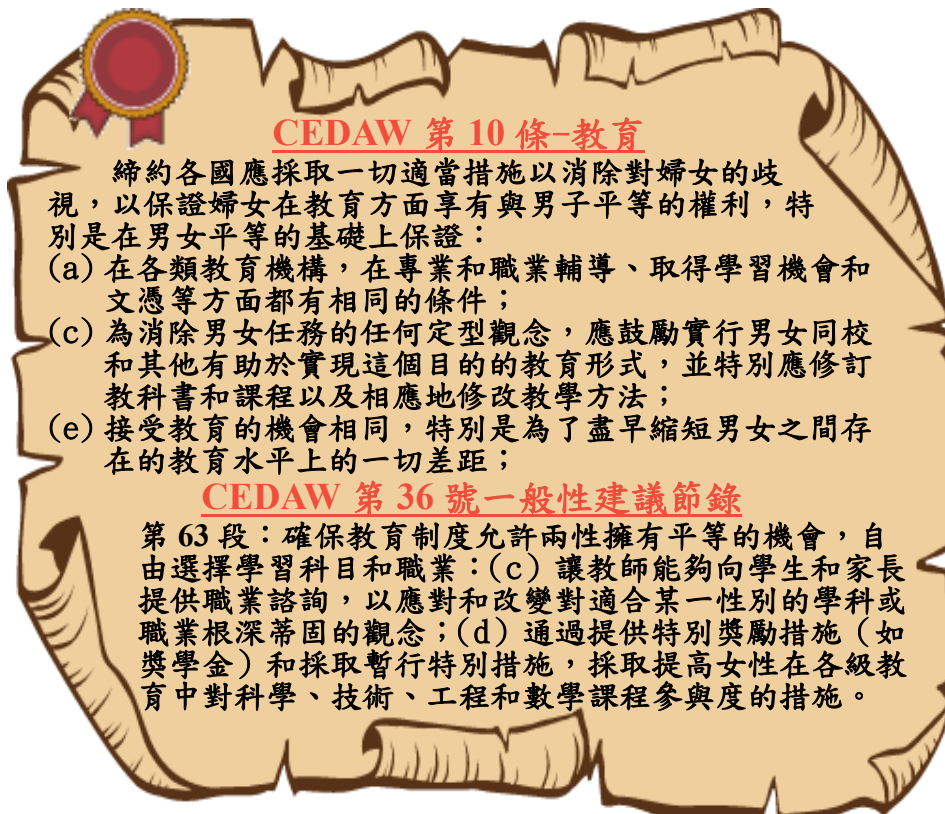 CEDAW 第 10 條-教育
締約各國應採取一切適當措施以消除對婦女的歧
視，以保證婦女在教育方面享有與男子平等的權利，特
別是在男女平等的基礎上保證：
(a) 在各類教育機構，在專業和職業輔導、取得學習機會和
文憑等方面都有相同的條件；
(c) 為消除男女任務的任何定型觀念，應鼓勵實行男女同校
和其他有助於實現這個目的的教育形式，並特別應修訂
教科書和課程以及相應地修改教學方法；
(e) 接受教育的機會相同，特別是為了盡早縮短男女之間存
在的教育水平上的一切差距；
CEDAW 第 36 號一般性建議節錄
第 63 段：確保教育制度允許兩性擁有平等的機會，自
由選擇學習科目和職業：(c) 讓教師能夠向學生和家長
提供職業諮詢，以應對和改變對適合某一性別的學科或
職業根深蒂固的觀念；(d) 通過提供特別獎勵措施（如
獎學金）和採取暫行特別措施，採取提高女性在各級教
育中對科學、技術、工程和數學課程參與度的措施。